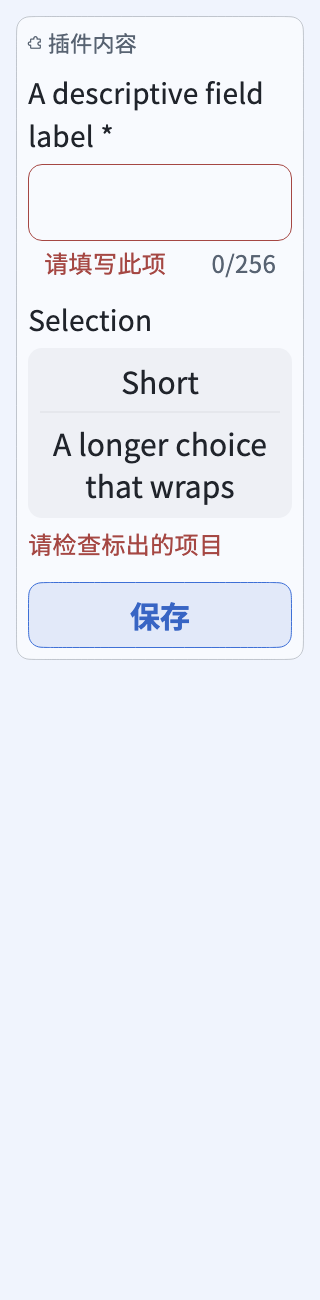 插件内容
A descriptive field
label *
请填写此项 0/256
Selection
Short
A longer choice
that wraps
请检查标出的项目
保存